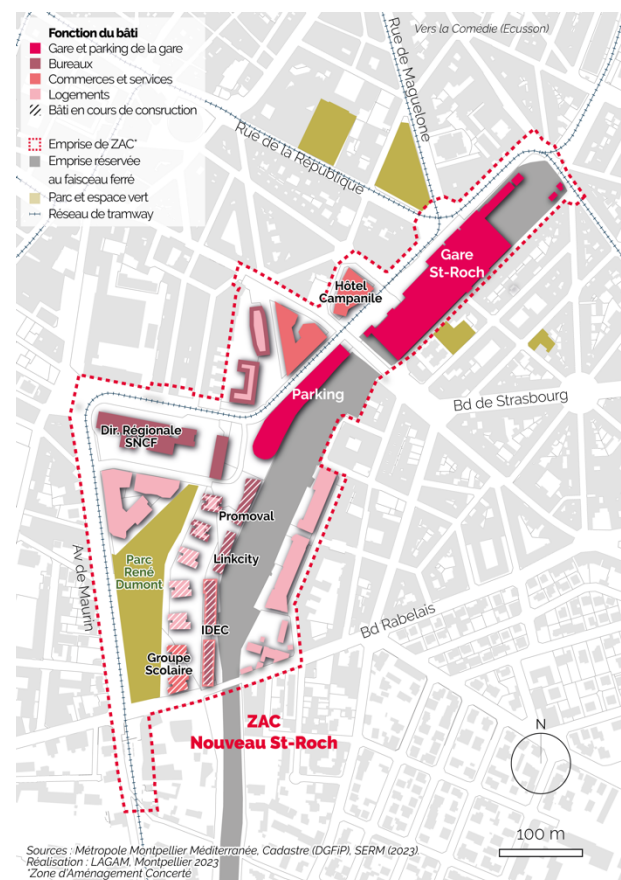 Fonction du bâti
Gare et parking de la gare
Bureaux
Commerces et services
Logements
Bâti en cours de consruction
Emprise de ZAC*
Emprise réservée
au faisceau ferré
Parc et espace vert
Réseau de tramway
Vers la Comédie (Ecusson)
Rue de Maguelone
Rue de la République
Gare
St-Roch
Hôtel
Campanile
Parking
Bd de Strasbourg
Dir. Régionale
SNCF
Promoval
Linkcity
Parc
René
Dumont
Av de Maurin
IDEC
Bd Rabelais
Groupe
Scolaire
ZAC
Nouveau St-Roch
N
100 m
Sources : Métropole Montpellier Méditerranée, Cadastre (DGFiP), SERM (2023).
Réalisation : LAGAM, Montpellier 2023
*Zone d'Aménagement Concerté